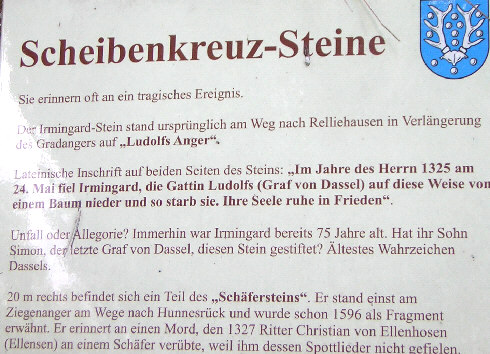 Scheibenkreuz-Steine
Sie erinnern oft an ein tragisches Ereignis.
Der Irmingard-Stein stand ursprünglich am Weg nach Relliehausen in Verlängerung
des Gradangers auf „Ludolfs Anger“.
Lateinische Inschrift auf beiden Seiten des Steins: „Im Jahre des Herrn 1325 am
24. Mai fiel Irmingard, die Gattin Ludolfs (Graf von Dassel) auf diese Weise von
einem Baum nieder und so starb sie. Ihre Seele ruhe in Frieden“.
Unfall oder Allegorie? Immerhin war Irmingard bereits 75 Jahre alt. Hat ihr Sohn
Simon, der letzte Graf von Dassel, diesen Stein gestiftet? Ältestes Wahrzeichen
Dassels.
20 m rechts befindet sich ein Teil des „Schäfersteins“. Er stand einst am
Ziegenanger am Wege nach Hunnesrück und wurde schon 1596 als Fragment
erwähnt. Er erinnert an einen Mord, den 1327 Ritter Christian von Ellenhosen
(Ellensen) an einem Schäfer verübte, weil ihm dessen Spottlieder nicht gefielen.